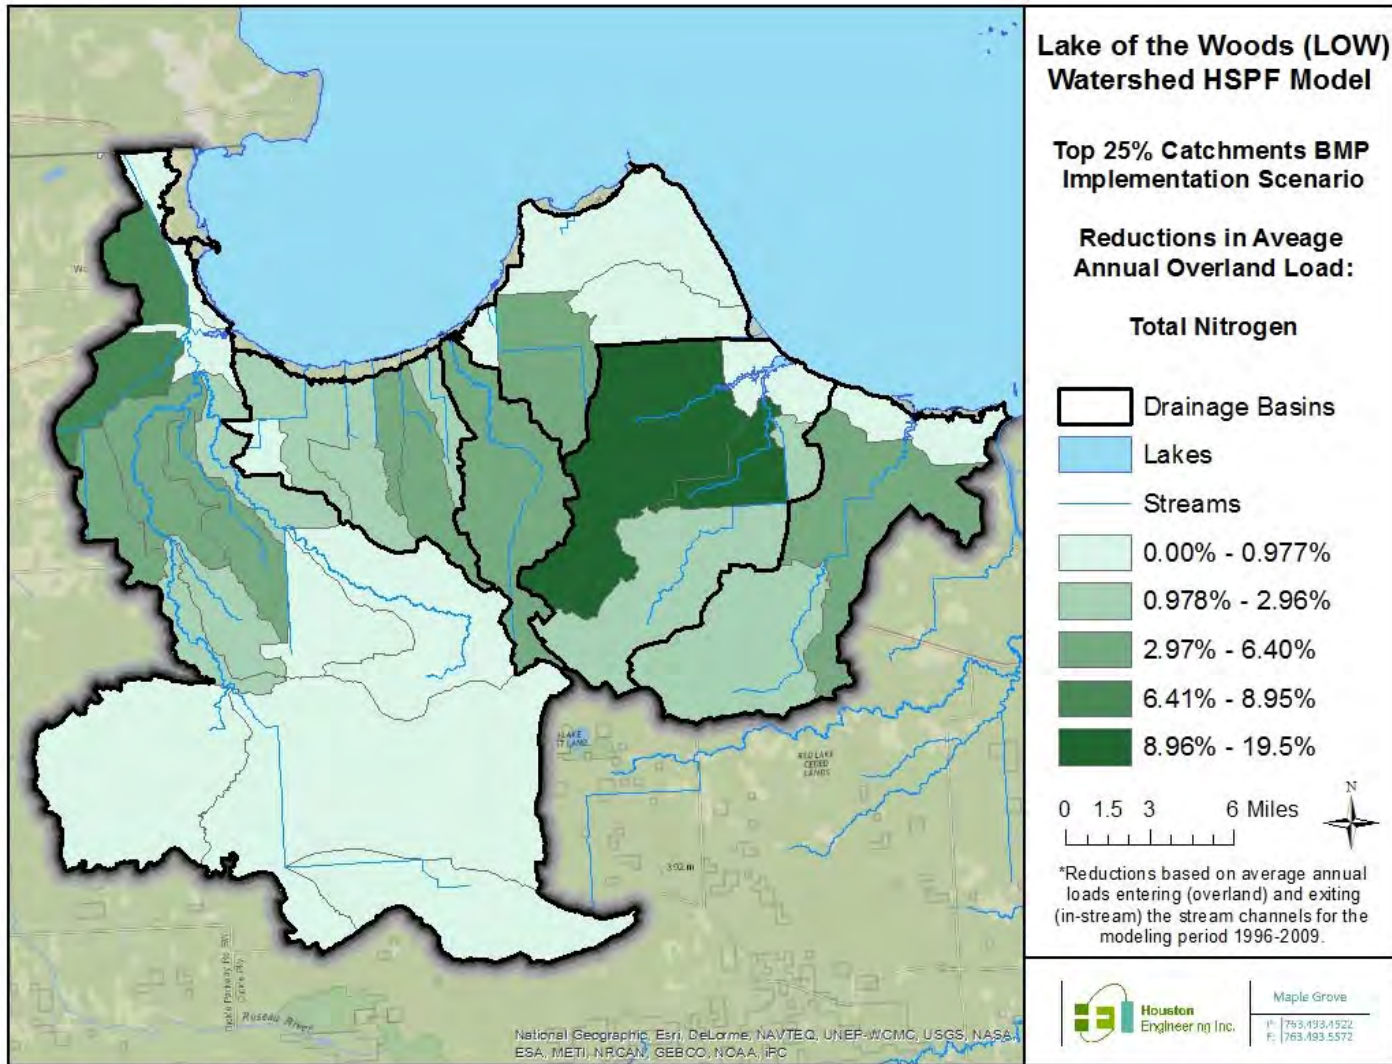 Lake of the Woods (LOW)
Watershed HSPF Model
Top 25% Catchments BMP
Implementation Scenario
Reductions in Aveage
Annual Overland Load:
Total Nitrogen
Drainage Basins
Lakes
Streams
0.00% - 0.977%
0.978% - 2.96%
2.97% - 6.40%
6.41% - 8.95%
8.96% - 19.5%
N
0 1.5 3 6 Miles
*Reductions based on average annual
loads entering (overland) and exiting
(in-stream) the stream channels for the
modeling period 1996-2009.
Houston
Engineering Inc.
Maple Grove
P: 763.493.4522
F: 763.493.5572
RED LAKE
CEDED
LANDS
392 m
Roseau River
National Geographic, Esri, DeLorme, NAVTEQ, UNEP-WCMC, USGS, NASA,
ESA, METI, NRCAN, GEBCO, NOAA, iPC